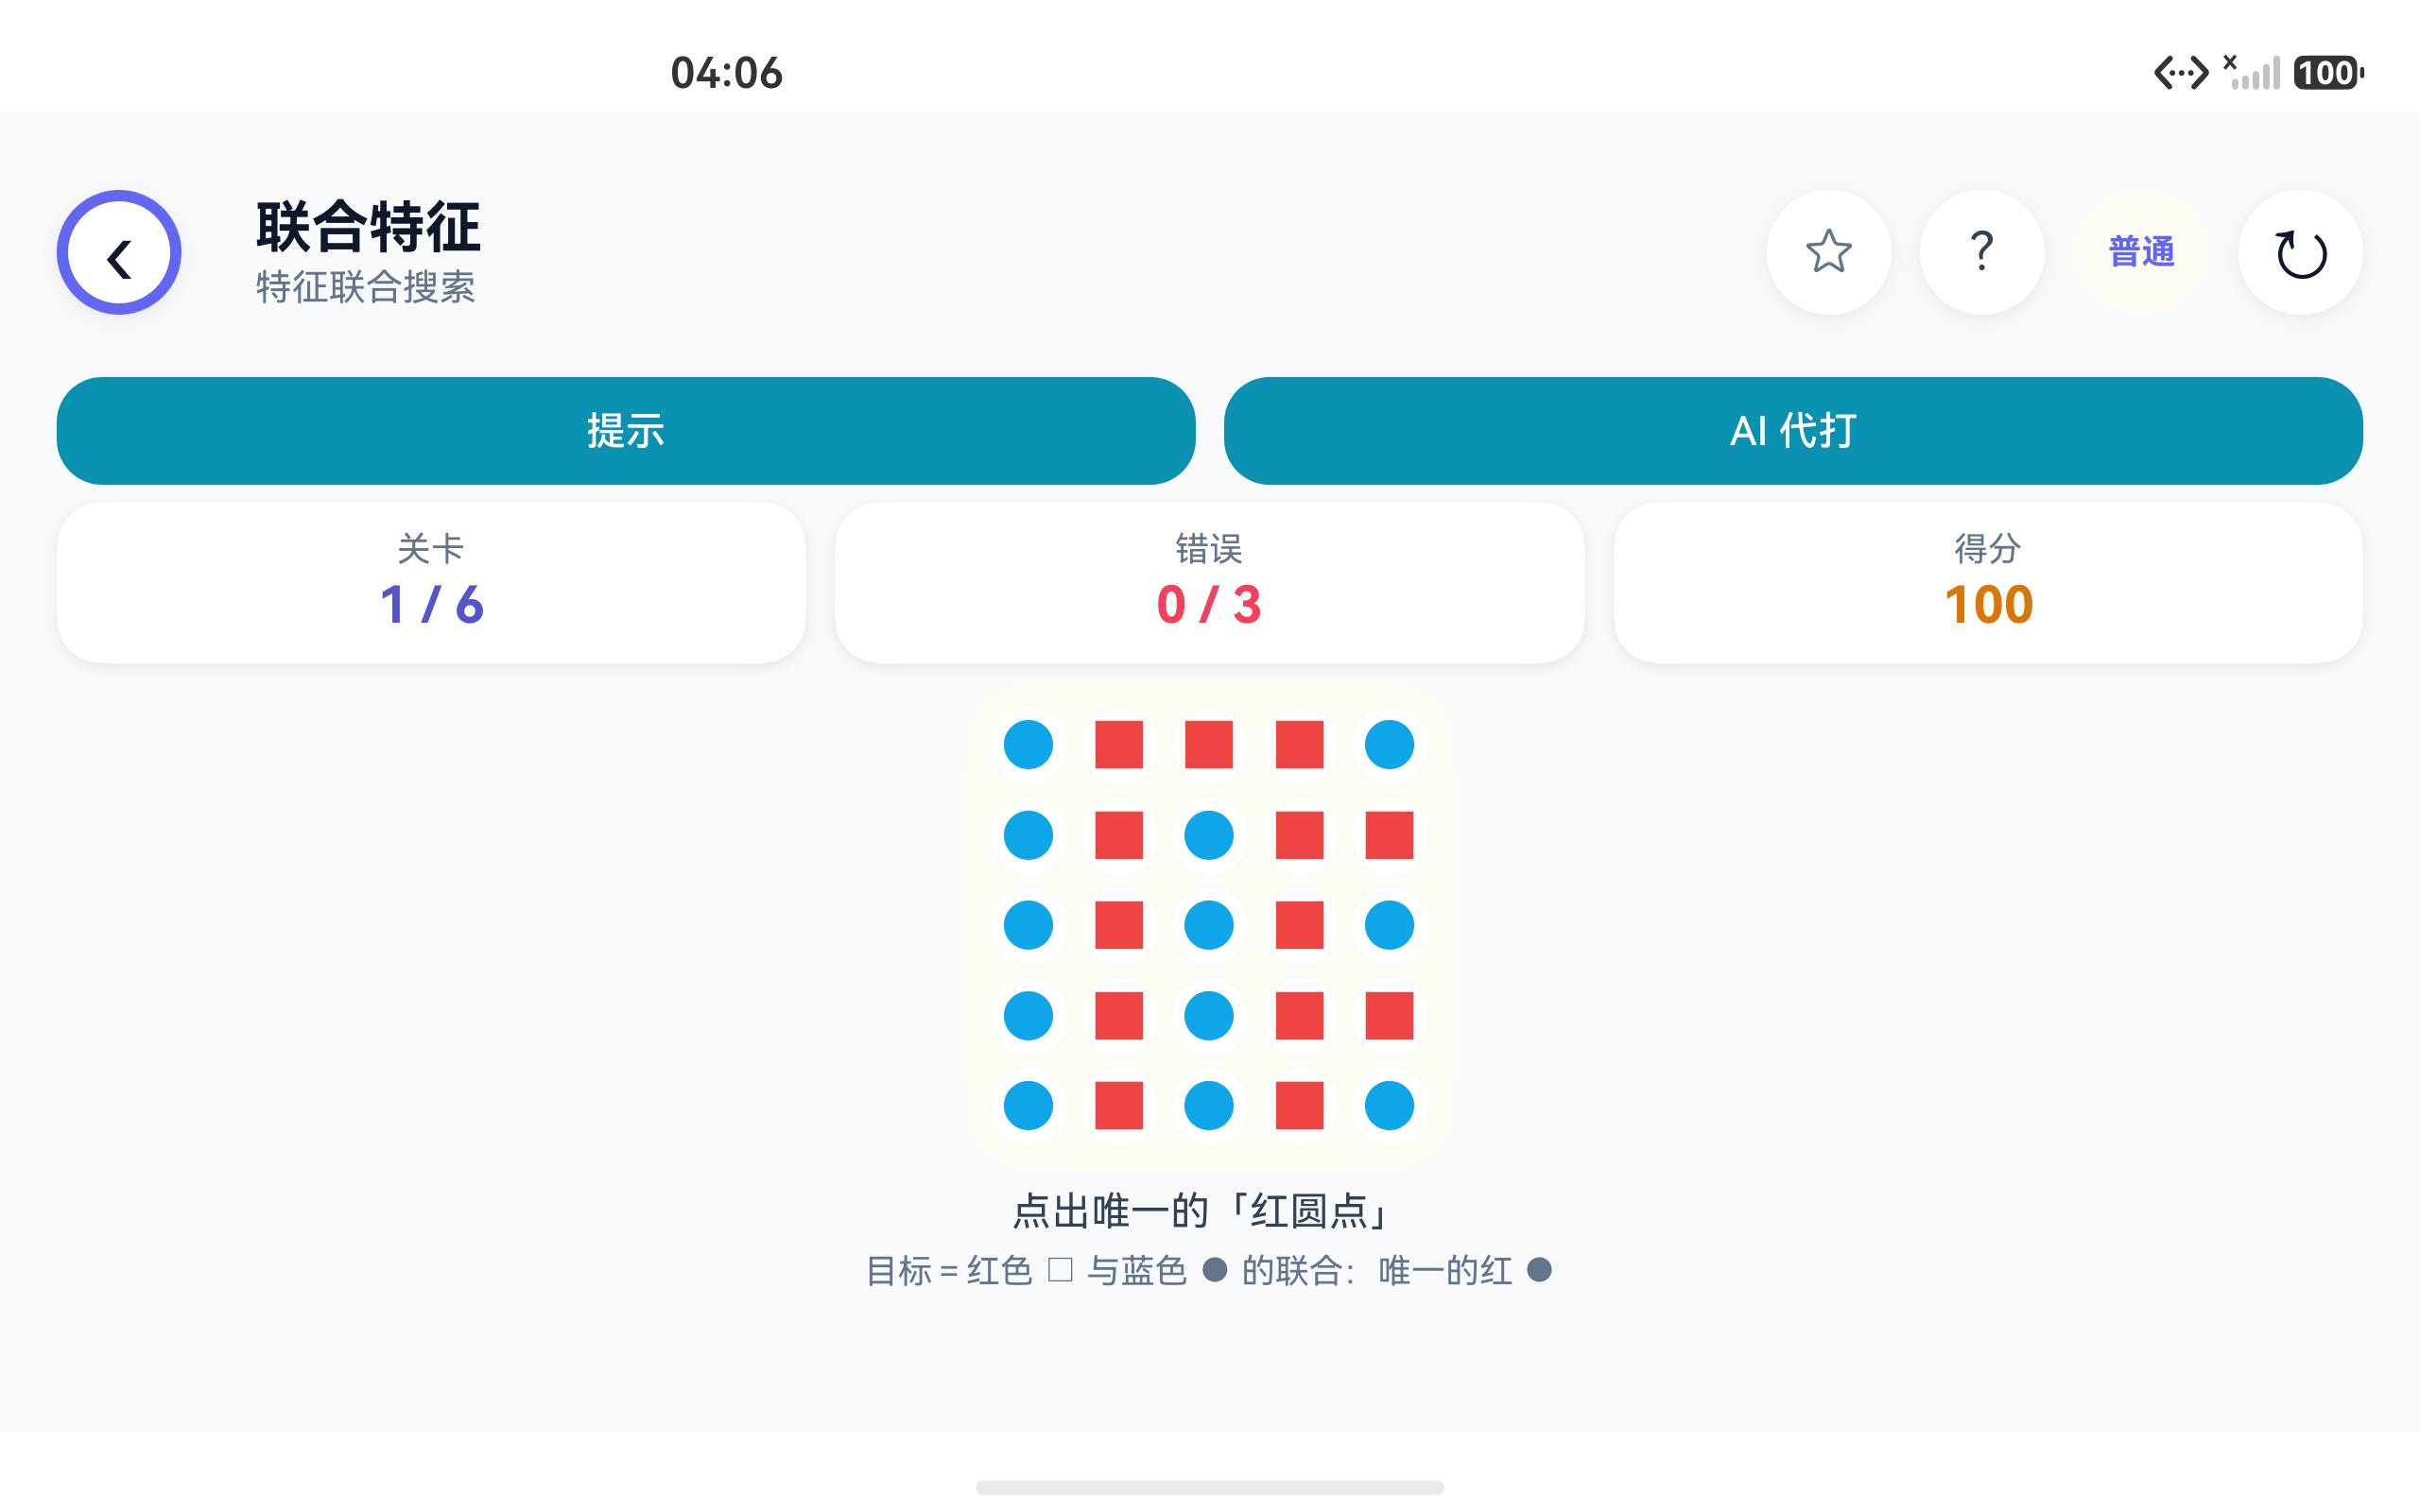 04:06
100
联合特征
特征联合搜索
?
普通
提示
AI 代打
关卡
1 / 6
错误
0 / 3
得分
100
点出唯一的「红圆点」
目标 = 红色 □ 与蓝色 ● 的联合：唯一的红 ●